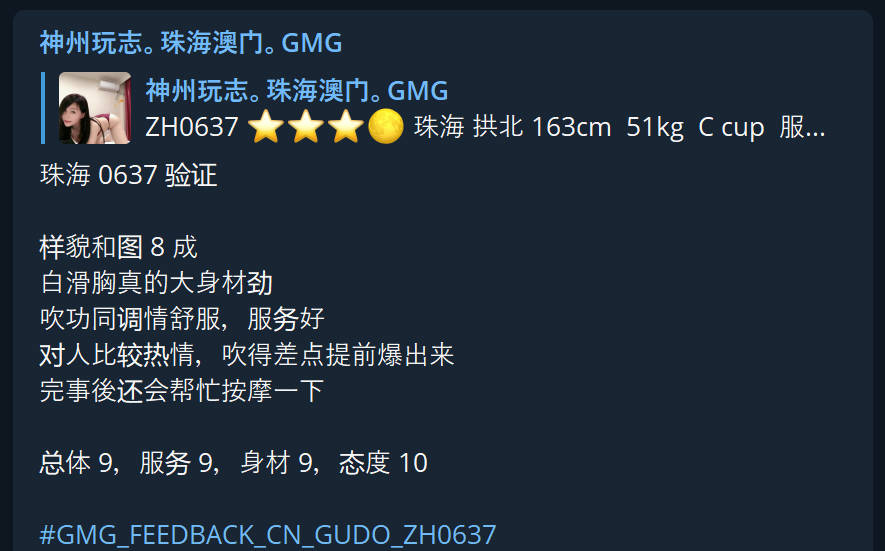 神州玩志。珠海澳门。GMG
神州玩志。珠海澳门。GMG
ZH0637 ⭐⭐⭐🌕 珠海 拱北 163cm 51kg C cup 服...
珠海 0637 验证
样貌和图 8 成
白滑胸真的大身材劲
吹功同调情舒服，服务好
对人比较热情，吹得差点提前爆出来
完事後还会帮忙按摩一下
总体 9，服务 9，身材 9，态度 10
#GMG_FEEDBACK_CN_GUDO_ZH0637